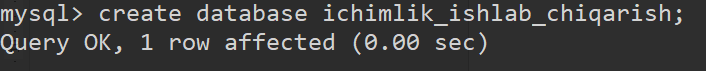 mysql> create database ichimlik_ishlab_chiqarish;
Query OK, 1 row affected (0.00 sec)